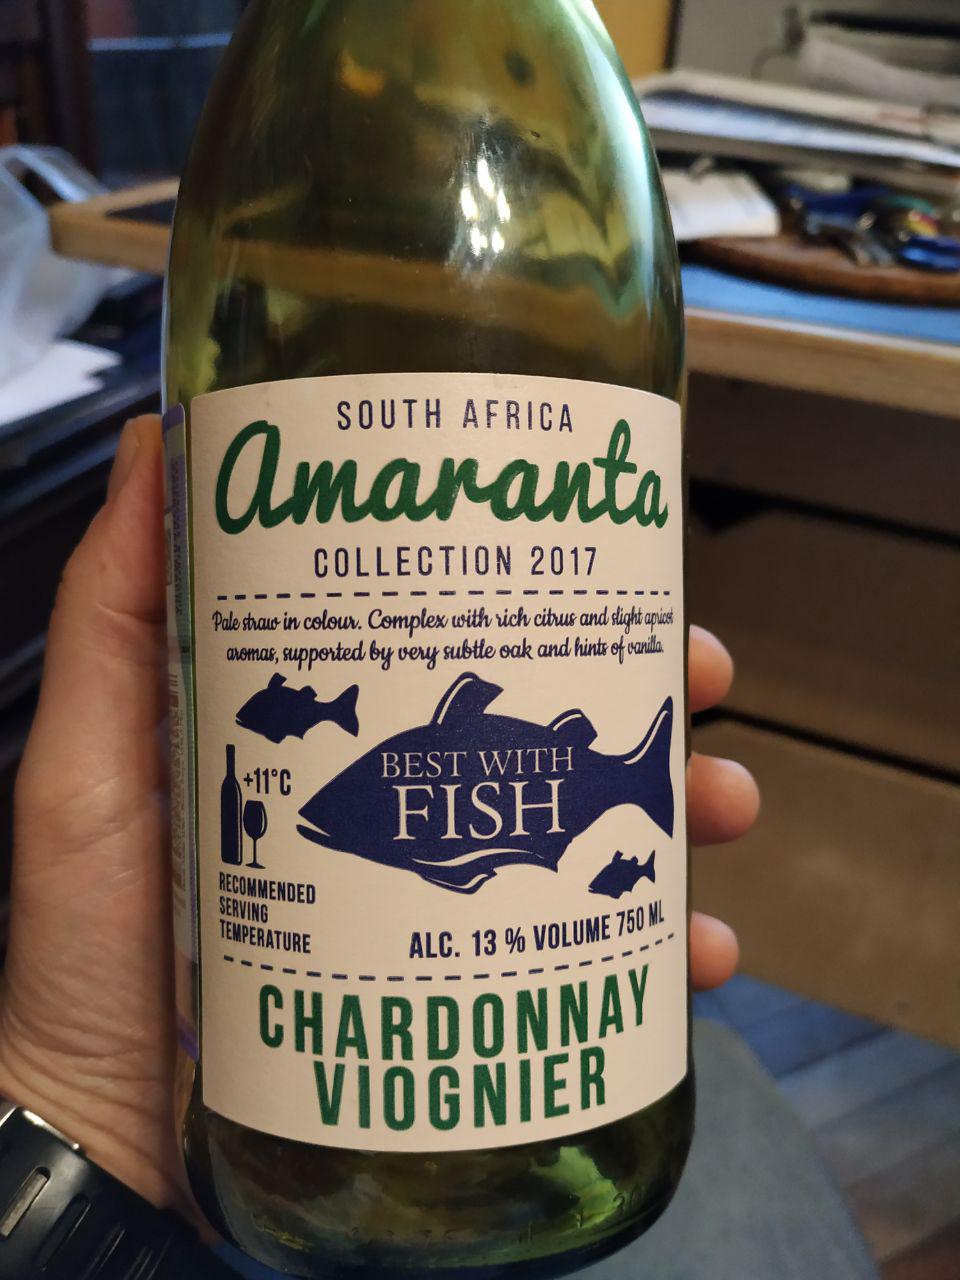 SOUTH AFRICA
Amaranta
COLLECTION 2017
Pale straw in colour. Complex with rich citrus and slight apricot
aromas, supported by very subtle oak and hints of vanilla.
BEST WITH
FISH
+11°C
RECOMMENDED
SERVING
TEMPERATURE
ALC. 13 % VOLUME 750 ML
CHARDONNAY
VIOGNIER